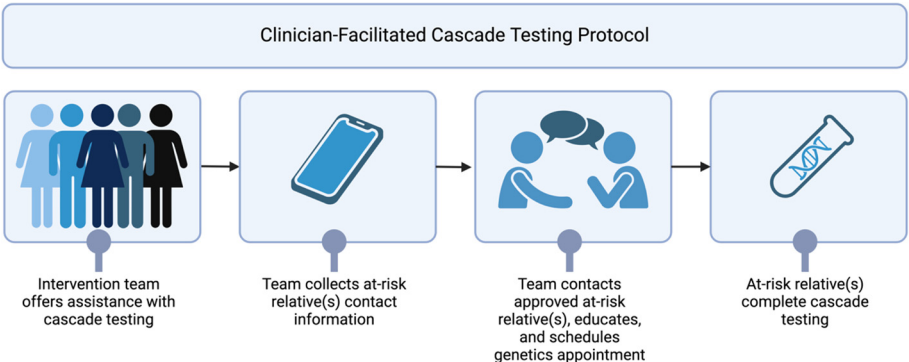 Clinician-Facilitated Cascade Testing Protocol
Intervention team
offers assistance with
cascade testing
Team collects at-risk
relative(s) contact
information
Team contacts
approved at-risk
relative(s), educates,
and schedules
genetics appointment
At-risk relative(s)
complete cascade
testing